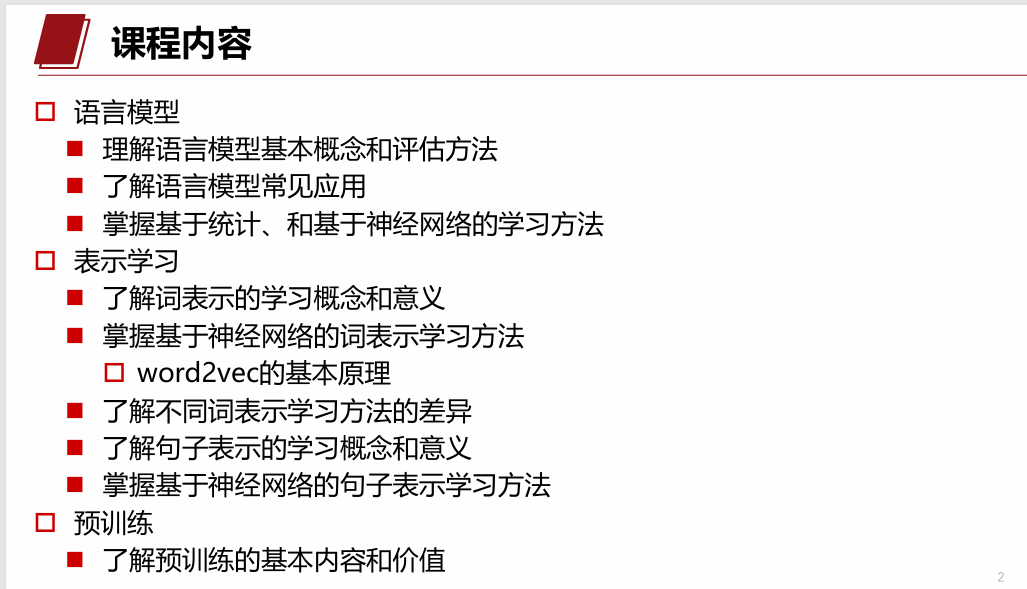 课程内容
语言模型
理解语言模型基本概念和评估方法
了解语言模型常见应用
掌握基于统计、和基于神经网络的学习方法
表示学习
了解词表示的学习概念和意义
掌握基于神经网络的词表示学习方法
word2vec的基本原理
了解不同词表示学习方法的差异
了解句子表示的学习概念和意义
掌握基于神经网络的句子表示学习方法
预训练
了解预训练的基本内容和价值
2